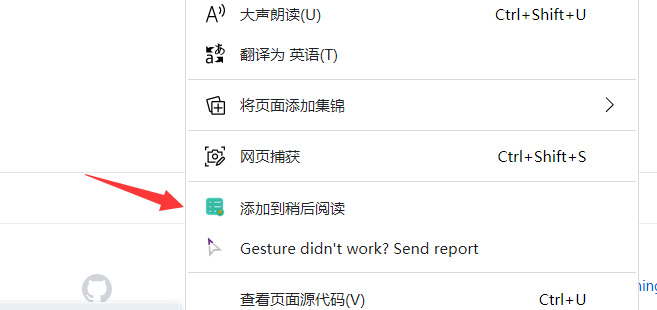 大声朗读(U) Ctrl+Shift+U
翻译为 英语(T)
将页面添加集锦
网页捕获 Ctrl+Shift+S
添加到稍后阅读
Gesture didn't work? Send report
查看页面源代码(V) Ctrl+U